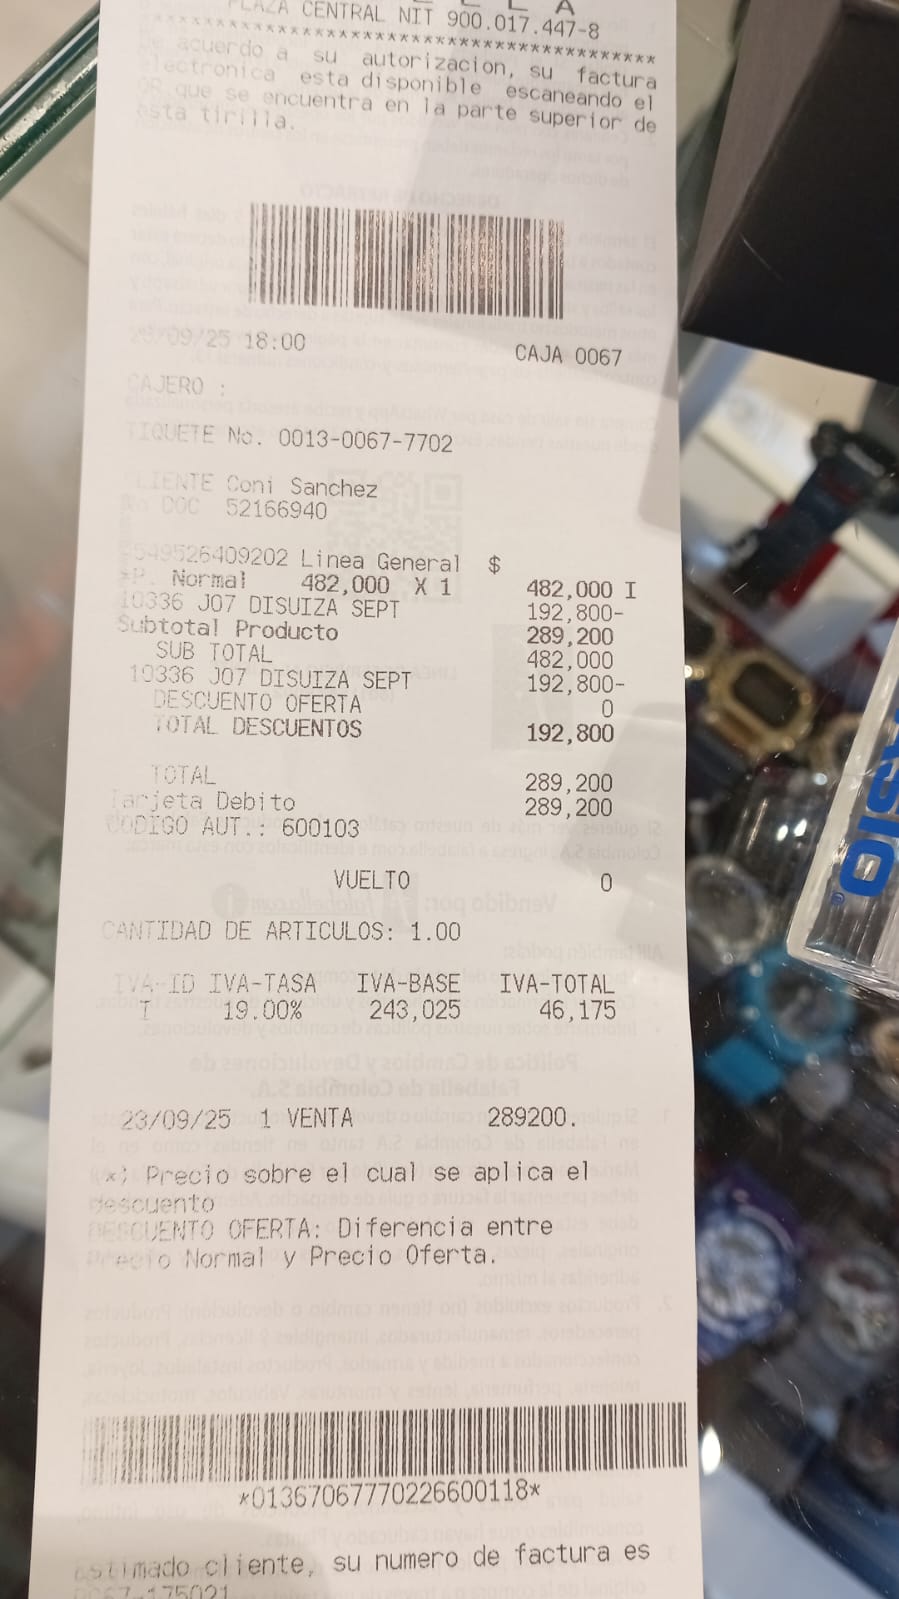 PLAZA CENTRAL NIT 900.017.447-8
acuerdo a su autorizacion, su factura
electronica esta disponible escaneando el
que se encuentra en la parte superior de
esta tirilla.
23/09/25 18:00
CAJA 0067
CAJERO :
TIQUETE No. 0013-0067-7702
CLIENTE Coni Sanchez
No DOC 52166940
549526409202 Linea General $
*P. Normal 482,000 X 1 482,000 I
10336 J07 DISUIZA SEPT 192,800-
Subtotal Producto 289,200
SUB TOTAL 482,000
10336 J07 DISUIZA SEPT 192,800-
DESCUENTO OFERTA 0
TOTAL DESCUENTOS 192,800
TOTAL 289,200
Tarjeta Debito 289,200
CODIGO AUT.: 600103
VUELTO 0
CANTIDAD DE ARTICULOS: 1.00
IVA-ID IVA-TASA IVA-BASE IVA-TOTAL
I 19.00% 243,025 46,175
23/09/25 1 VENTA 289200.
*) Precio sobre el cual se aplica el
descuento
DESCUENTO OFERTA: Diferencia entre
Precio Normal y Precio Oferta.
*013670677770226600118*
Estimado cliente, su numero de factura es